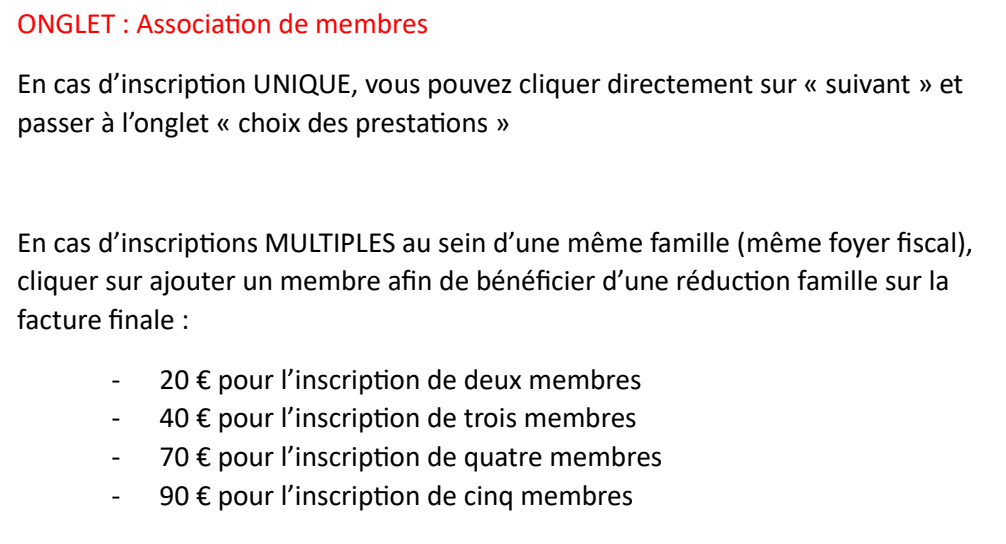 ONGLET : Association de membres
En cas d’inscription UNIQUE, vous pouvez cliquer directement sur « suivant » et
passer à l’onglet « choix des prestations »
En cas d’inscriptions MULTIPLES au sein d’une même famille (même foyer fiscal),
cliquer sur ajouter un membre afin de bénéficier d’une réduction famille sur la
facture finale :
- 20 € pour l’inscription de deux membres
- 40 € pour l’inscription de trois membres
- 70 € pour l’inscription de quatre membres
- 90 € pour l’inscription de cinq membres